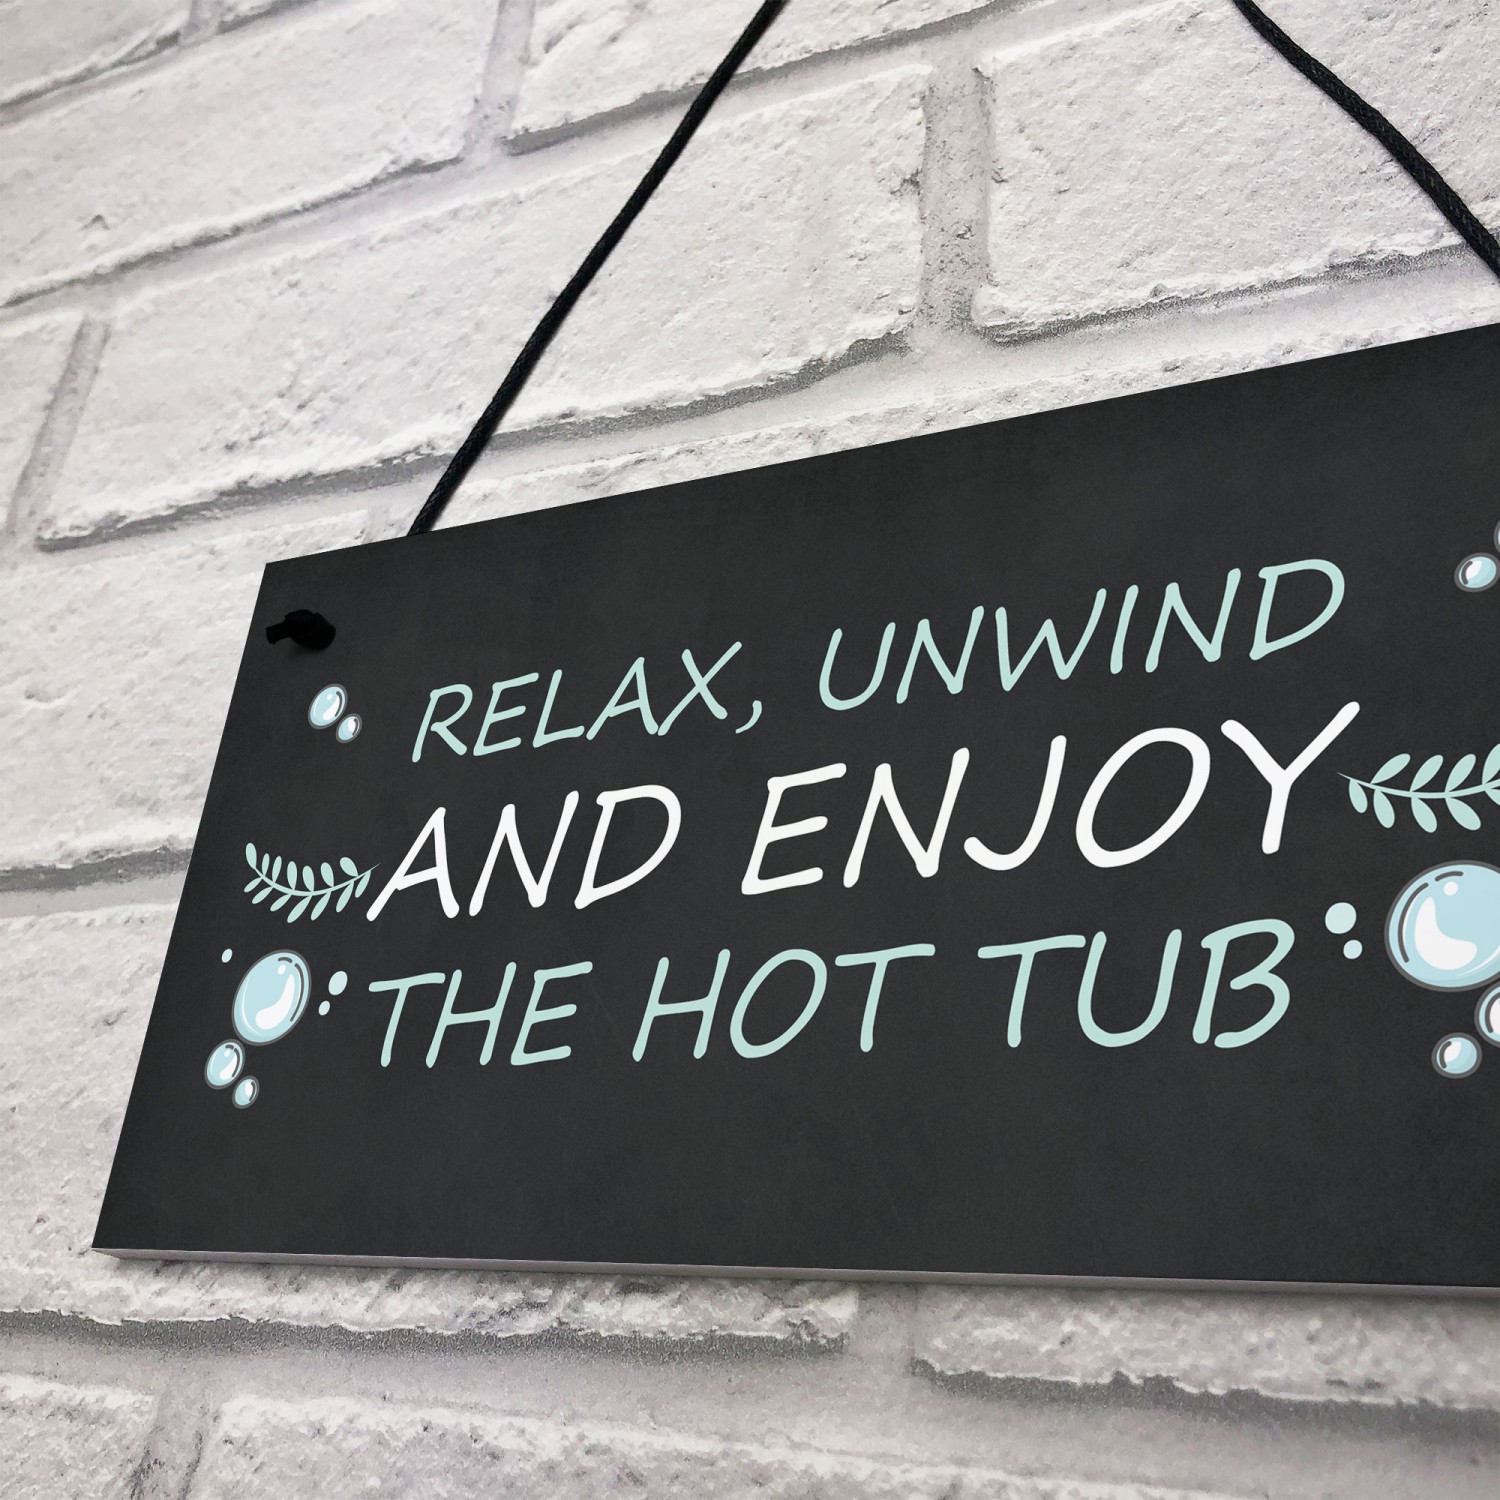 RELAX, UNWIND
AND ENJOY
THE HOT TUB